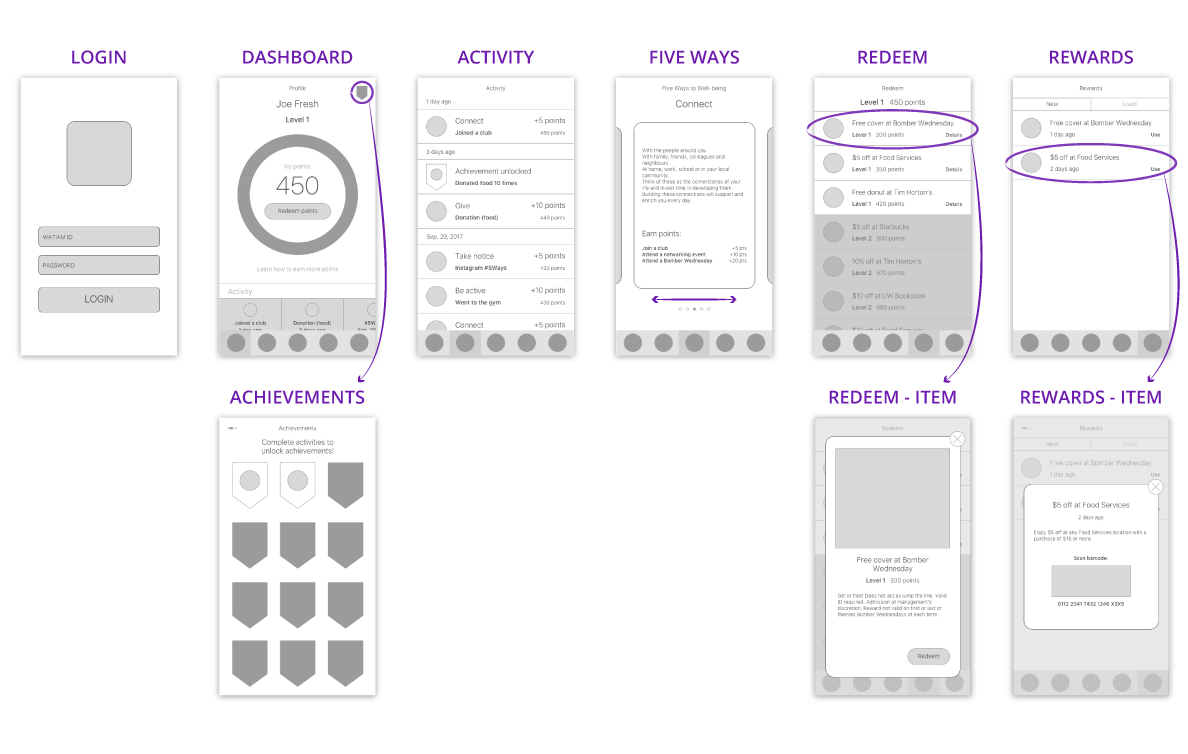 LOGIN
WATIAM ID
PASSWORD
LOGIN
DASHBOARD
Profile
Joe Fresh
Level 1
My points:
450
Redeem points
Learn how to earn more points
Activity
Joined a club
Donation (food)
ACTIVITY
Activity
1 day ago
Connect +5 points
Joined a club 450 points
3 days ago
Achievement unlocked
Donated food 10 times
Give +10 points
Donation (food) 445 points
Sep. 29, 2017
Take notice +5 points
Instagram #5Ways 435 points
Be active +10 points
Went to the gym 430 points
Connect +5 points
FIVE WAYS
Five Ways to Well-being
Connect
With the people around you.
With family, friends, colleagues and
neighbours.
At home, work, school or in your local
community.
Think of those as the cornerstones of your
life and invest time in developing them.
Building these connections will support and
enrich you every day.
Earn points:
Join a club +5 pts
Attend a networking event +10 pts
Attend a Bomber Wednesday +20 pts
REDEEM
Redeem
Level 1 450 points
Free cover at Bomber Wednesday
Level 1 300 points Details
$5 off at Food Services
Level 1 350 points Details
Free donut at Tim Horton's
Level 1 420 points Details
$5 off at Starbucks
Level 2 500 points
10% off at Tim Horton's
Level 2 570 points
$10 off at UW Bookstore
Level 2 650 points
REWARDS
Rewards
New Used
Free cover at Bomber Wednesday
1 day ago Use
$5 off at Food Services
2 days ago Use
ACHIEVEMENTS
Achievements
Complete activities to
unlock achievements!
REDEEM - ITEM
Redeem
Free cover at Bomber
Wednesday
Level 1 300 points
Get in free! Does not act as jump the line. Valid
ID required. Admission at management's
discretion. Reward not valid on first or last or
themed Bomber Wednesdays of each term.
Redeem
REWARDS - ITEM
Rewards
New Used
Free cover at Bomber Wednesday
1 day ago Use
$5 off at Food Services
2 days ago
Enjoy $5 off at any Food Services location with a
purchase of $15 or more.
Scan barcode:
0112 2341 7432 1246 X3X5